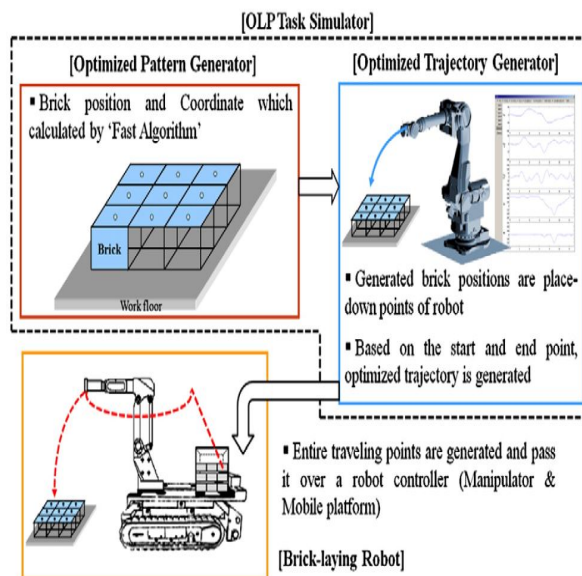 [OLP Task Simulator]
[Optimized Pattern Generator]
[Optimized Trajectory Generator]
▪ Brick position and Coordinate which
calculated by ‘Fast Algorithm’
Brick
Work floor
▪ Generated brick positions are place-
down points of robot
▪ Based on the start and end point,
optimized trajectory is generated
▪ Entire traveling points are generated and pass
it over a robot controller (Manipulator &
Mobile platform)
[Brick-laying Robot]